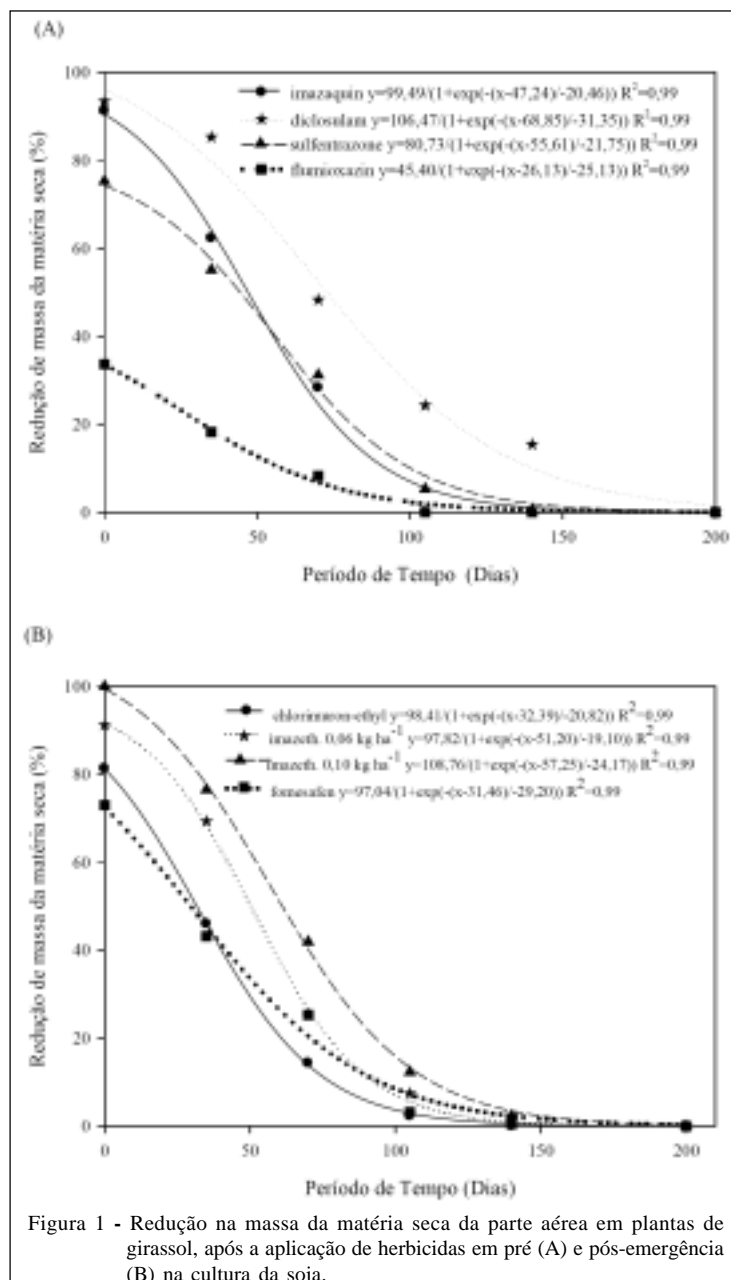 (A)
100
80
60
40
20
0
Redução de massa da matéria seca (%)
imazaquin y=99,49/(1+exp(-(x-47,24)/-20,46)) R²=0,99
diclosulam y=106,47/(1+exp(-(x-68,85)/-31,35)) R²=0,99
sulfentrazone y=80,73/(1+exp(-(x-55,61)/-21,75)) R²=0,99
flumioxazin y=45,40/(1+exp(-(x-26,13)/-25,13)) R²=0,99
0 50 100 150 200
Período de Tempo (Dias)
(B)
100
80
60
40
20
0
Redução de massa da matéria seca (%)
chlorimuron-ethyl y=98,41/(1+exp(-(x-32,39)/-20,82)) R²=0,99
imazeth. 0,06 kg ha⁻¹ y=97,82/(1+exp(-(x-51,20)/-19,10)) R²=0,99
Imazeth. 0,10 kg ha⁻¹ y=108,76/(1+exp(-(x-57,25)/-24,17)) R²=0,99
fomesafen y=97,04/(1+exp(-(x-31,46)/-29,20)) R²=0,99
0 50 100 150 200
Período de Tempo (Dias)
Figura 1 - Redução na massa da matéria seca da parte aérea em plantas de
girassol, após a aplicação de herbicidas em pré (A) e pós-emergência
(B) na cultura da soja.